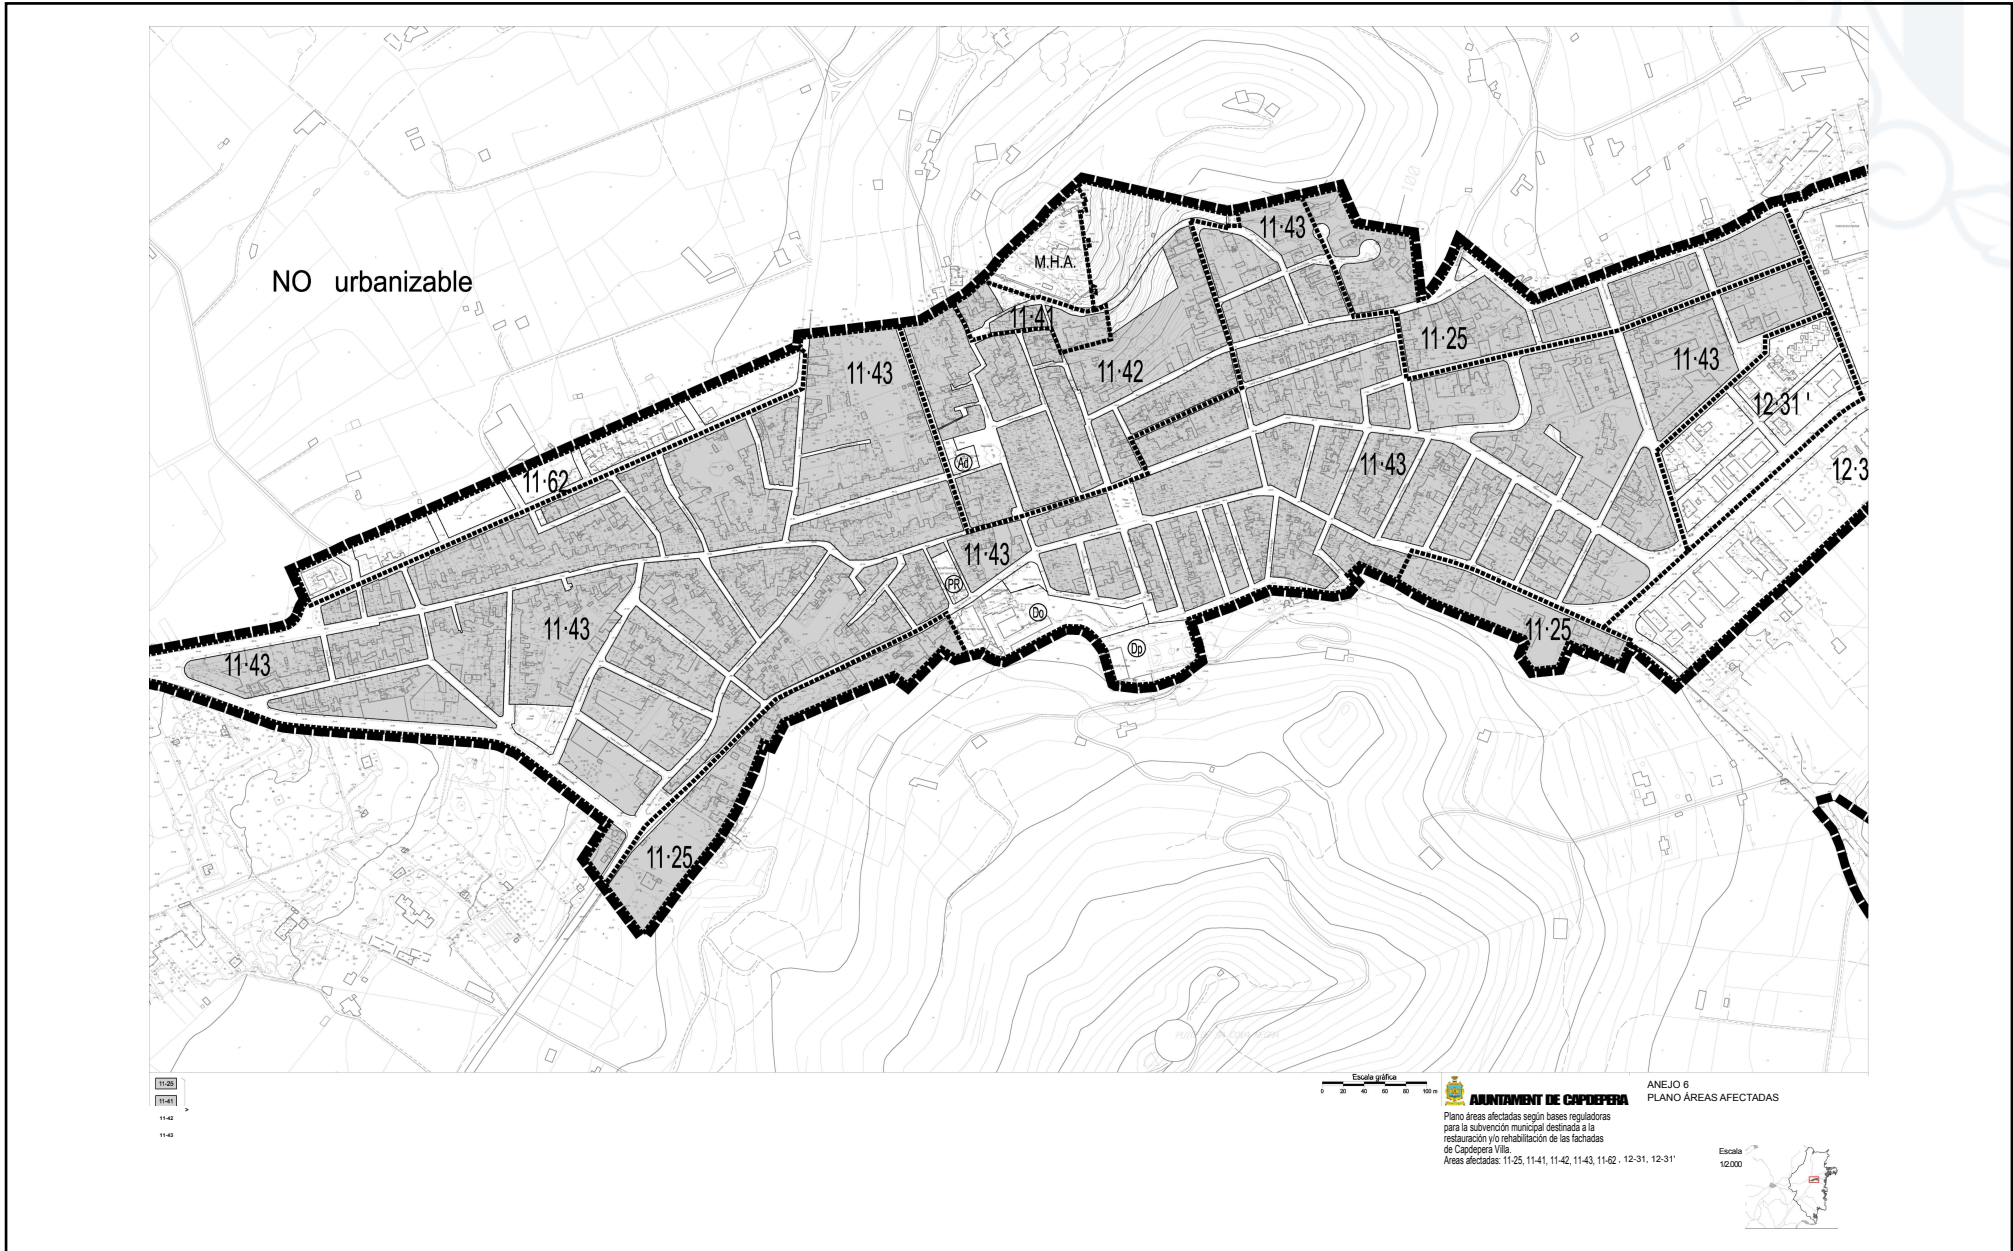 100
11·43
M.H.A.
NO urbanizable
11·41
11·25
11·43
11·42
11·43
12·31 '
Ad
11·43
12·3
11·62
11·43
PR
Do
11·43
11·25
Dp
11·43
11·25
11-25
11-41
>
11-42
11-43
Escala gráfica
0 20 40 60 80 100 m
AJUNTAMENT DE CAPDEPERA
ANEJO 6
PLANO ÁREAS AFECTADAS
Plano áreas afectadas según bases reguladoras
para la subvención municipal destinada a la
restauración y/o rehabilitación de las fachadas
de Capdepera Villa.
Areas afectadas: 11-25, 11-41, 11-42, 11-43, 11-62 , 12-31, 12-31'
Escala
1/2.000